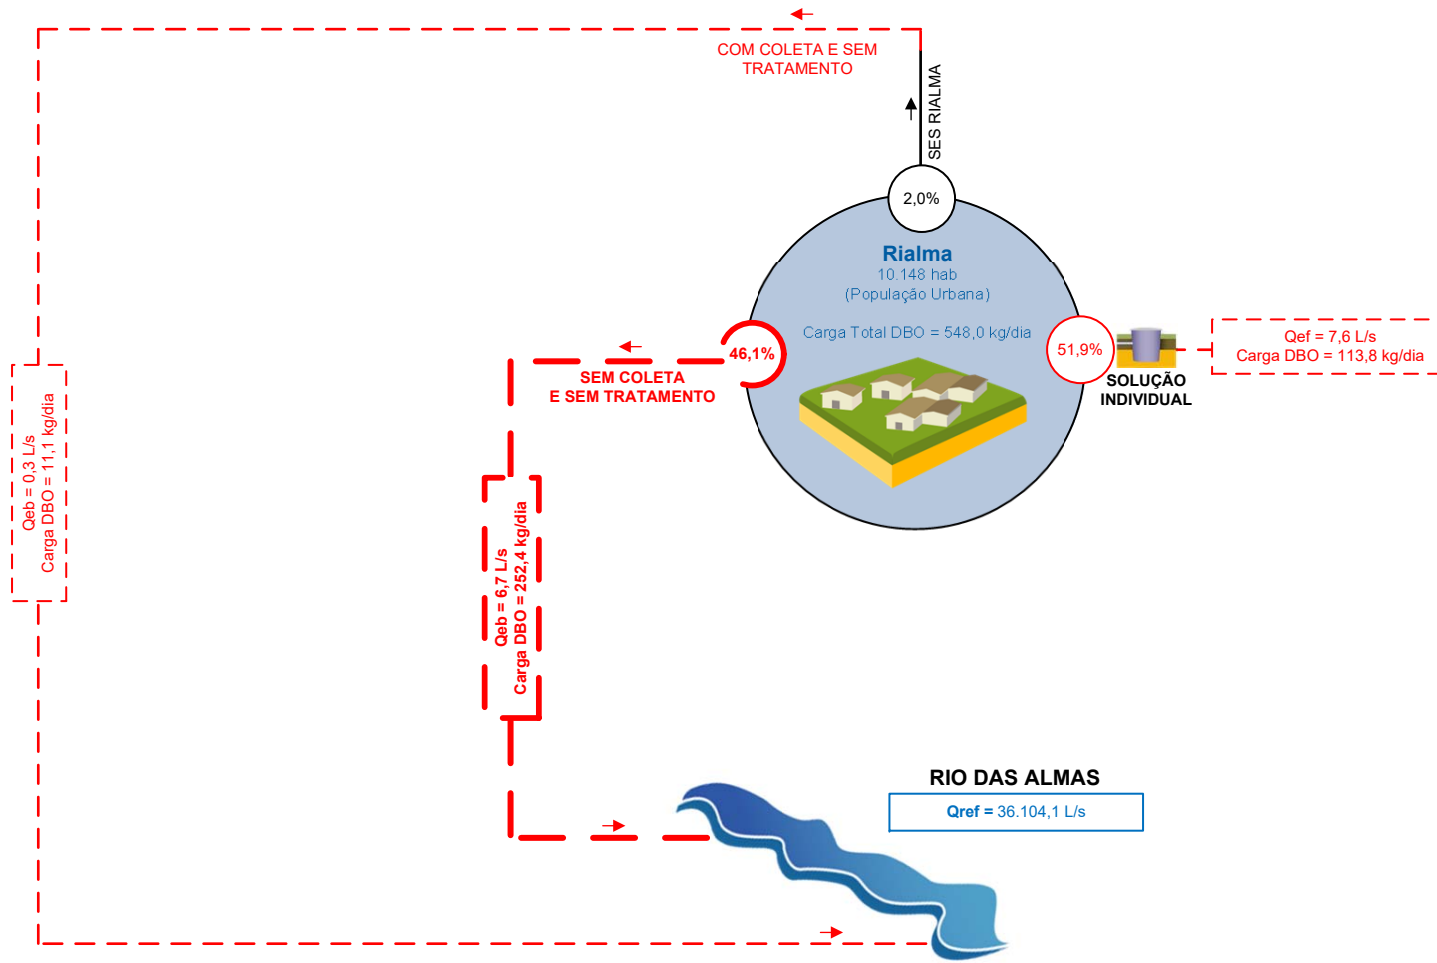 COM COLETA E SEM
TRATAMENTO
SES RIALMA
2,0%
Rialma
10.148 hab
(População Urbana)
Carga Total DBO = 548,0 kg/dia
46,1%
SEM COLETA
E SEM TRATAMENTO
51,9%
SOLUÇÃO
INDIVIDUAL
Qef = 7,6 L/s
Carga DBO = 113,8 kg/dia
Qeb = 0,3 L/s
Carga DBO = 11,1 kg/dia
Qeb = 6,7 L/s
Carga DBO = 252,4 kg/dia
RIO DAS ALMAS
Qref = 36.104,1 L/s